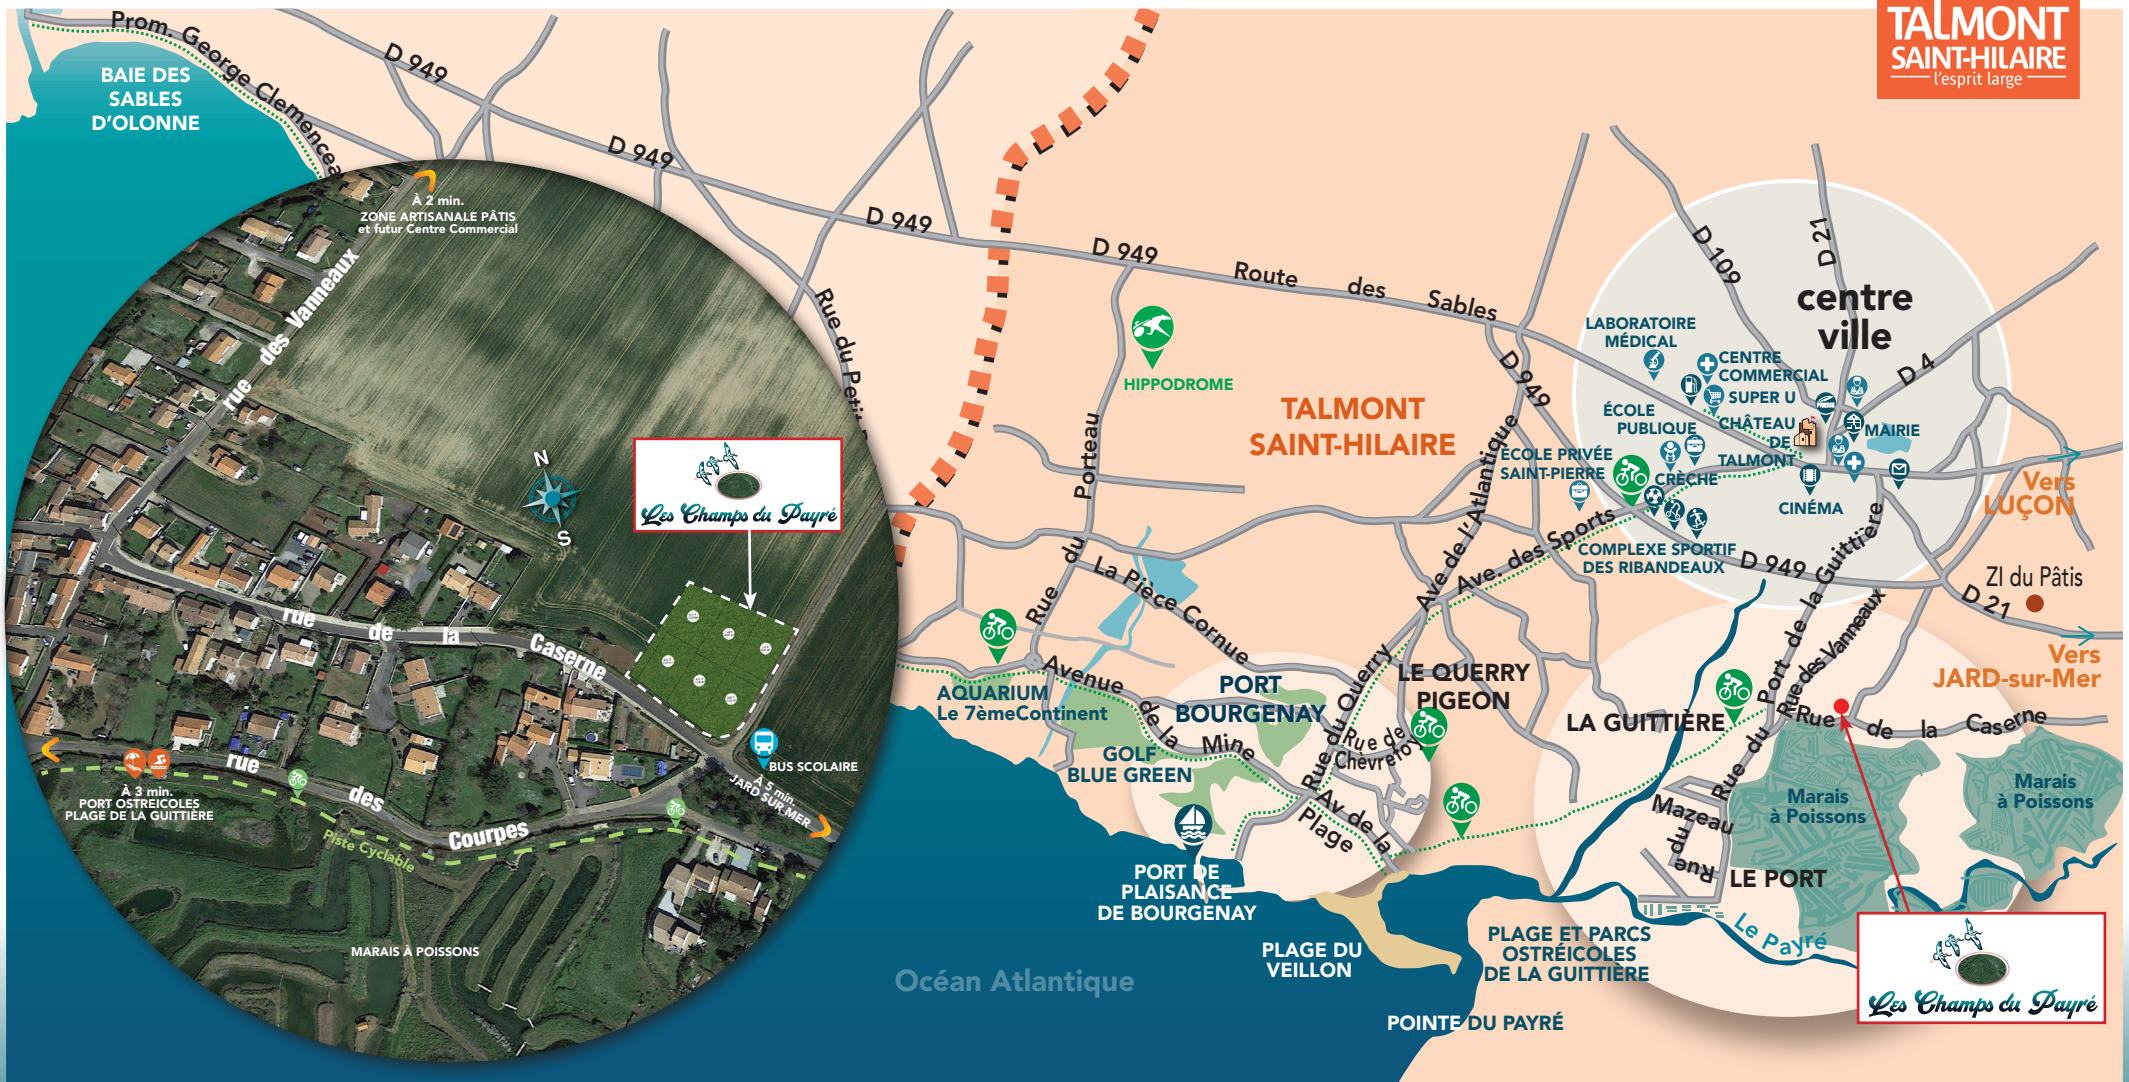 TALMONT
SAINT-HILAIRE
l'esprit large
Prom. George Clemencea
BAIE DES
SABLES
D'OLONNE
D 949
D 949
D 949
D 949
Route des Sables
D 949
D 109
D 21
D 4
centre
ville
À 2 min.
ZONE ARTISANALE PÂTIS
et futur Centre Commercial
rue des Vanneaux
N
S
Les Champs du Payré
rue de la Caserne
BUS SCOLAIRE
À 5 min.
JARD SUR MER
À 3 min.
PORT OSTREICOLES
PLAGE DE LA GUITTIÈRE
rue des Courpes
Piste Cyclable
MARAIS À POISSONS
Rue du Petit
HIPPODROME
TALMONT
SAINT-HILAIRE
Rue du Porteau
La Pièce Cornue
Ave de l'Atlantique
Ave. des Sports
LABORATOIRE
MÉDICAL
CENTRE
COMMERCIAL
SUPER U
ÉCOLE
PUBLIQUE
CHÂTEAU
DE
TALMONT
PRESSE
MAIRIE
ÉCOLE PRIVÉE
SAINT-PIERRE
CRÈCHE
CINÉMA
COMPLEXE SPORTIF
DES RIBANDEAUX
D 949
Vers
LUÇON
ZI du Pâtis
D 21
Vers
JARD-sur-Mer
AQUARIUM
Le 7èmeContinent
Avenue de la Mine
PORT
BOURGENAY
GOLF
BLUE GREEN
Rue du Querry
LE QUERRY
PIGEON
Rue de
Chèvrefoy
Av de la
Plage
PORT DE
PLAISANCE
DE BOURGENAY
PLAGE DU
VEILLON
Océan Atlantique
LA GUITTIÈRE
Rue du Port de la Guittière
Rue des Vanneaux
Rue de la Caserne
Rue du Mazeau
LE PORT
Marais
à Poissons
Marais
à Poissons
Le Payré
PLAGE ET PARCS
OSTRÉICOLES
DE LA GUITTIÈRE
POINTE DU PAYRÉ
Les Champs du Payré